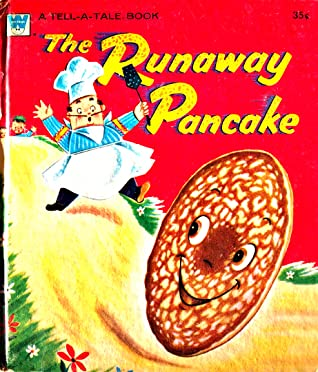 A TELL-A-TALE BOOK 35¢
The Runaway
Pancake